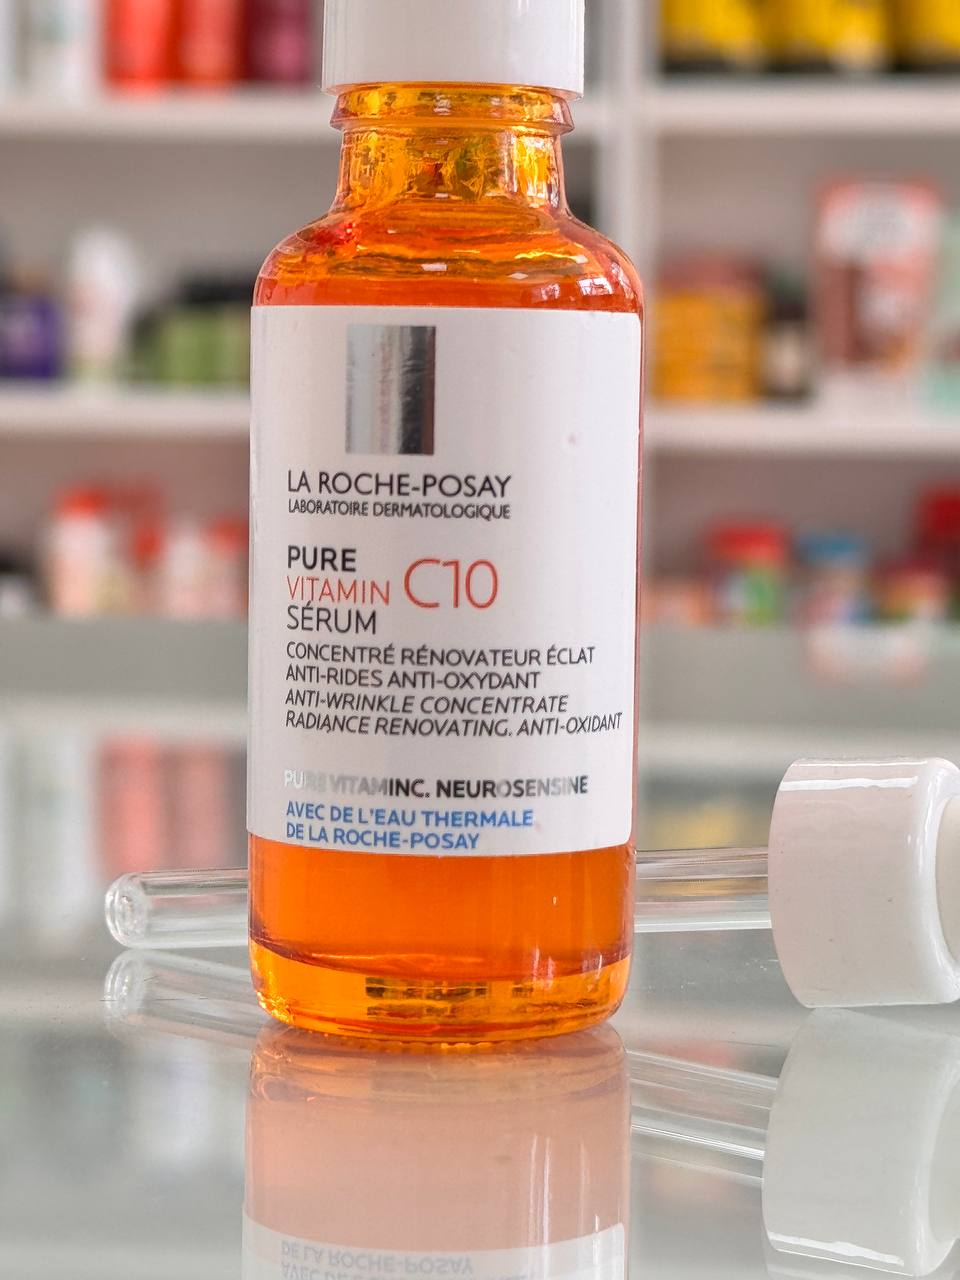 LA ROCHE-POSAY
LABORATOIRE DERMATOLOGIQUE
PURE
VITAMIN C10
SÉRUM
CONCENTRÉ RÉNOVATEUR ÉCLAT
ANTI-RIDES ANTI-OXYDANT
ANTI-WRINKLE CONCENTRATE
RADIANCE RENOVATING. ANTI-OXIDANT
PURE VITAMINC. NEUROSENSINE
AVEC DE L'EAU THERMALE
DE LA ROCHE-POSAY